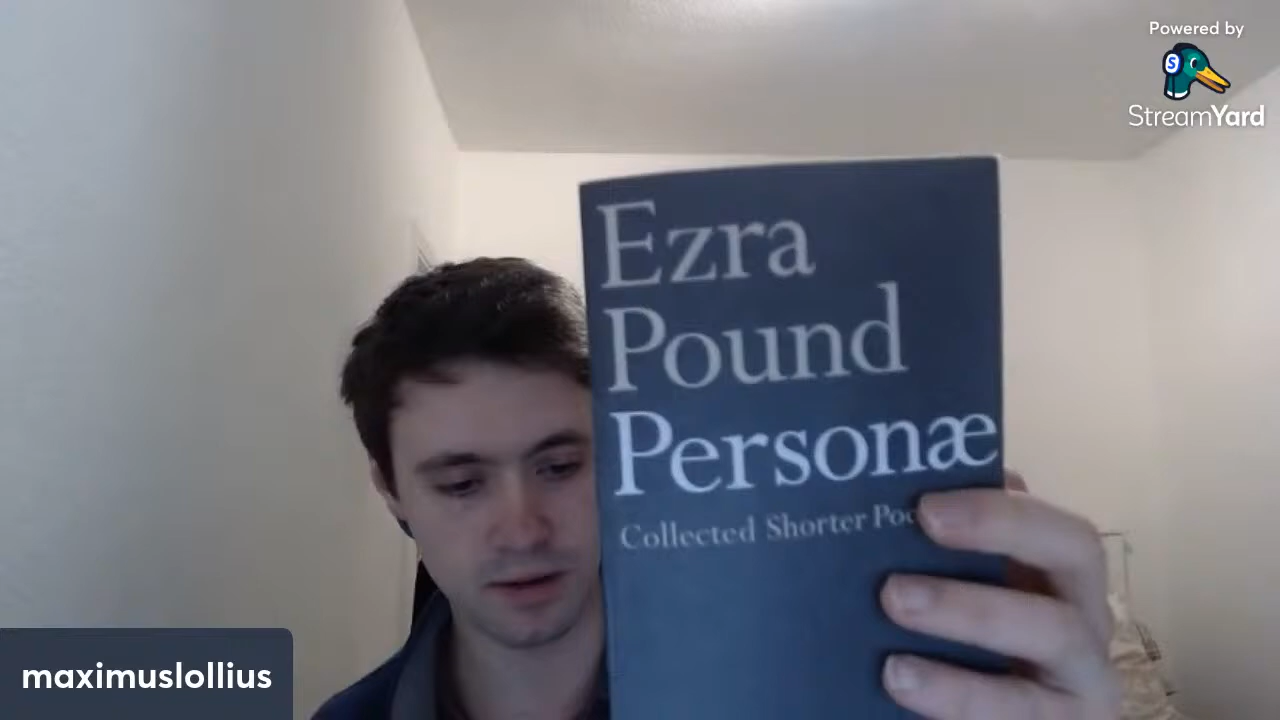 Powered by
S
StreamYard
Ezra
Pound
Personæ
Collected Shorter
maximuslollius